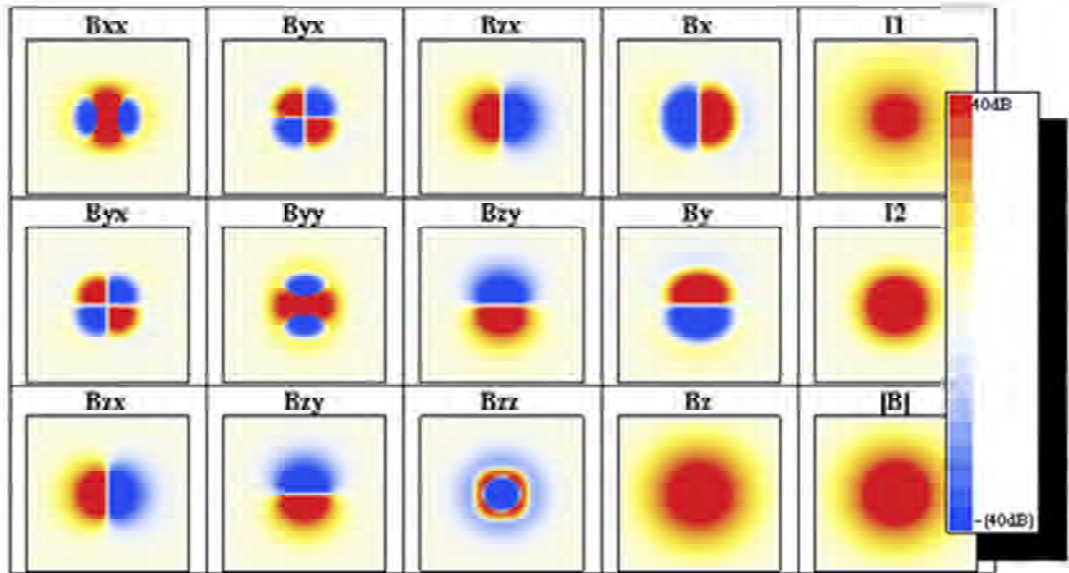 Bxx Byx Bzx Bx I1
40dB
Byx Byy Bzy By I2
Bzx Bzy Bzz Bz |B|
-(40dB)